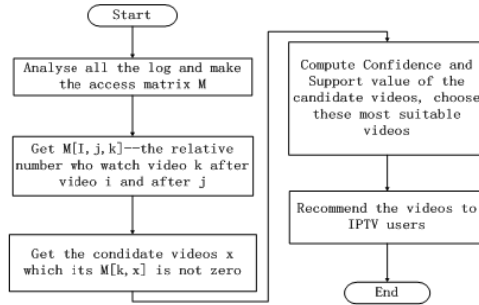 Start
Analyse all the log and make
the access matrix M
Get M[I,j,k]--the relative
number who watch video k after
video i and after j
Get the condidate videos x
which its M[k,x] is not zero
Compute Confidence and
Support value of the
candidate videos, choose
these most suitable
videos
Recommend the videos to
IPTV users
End